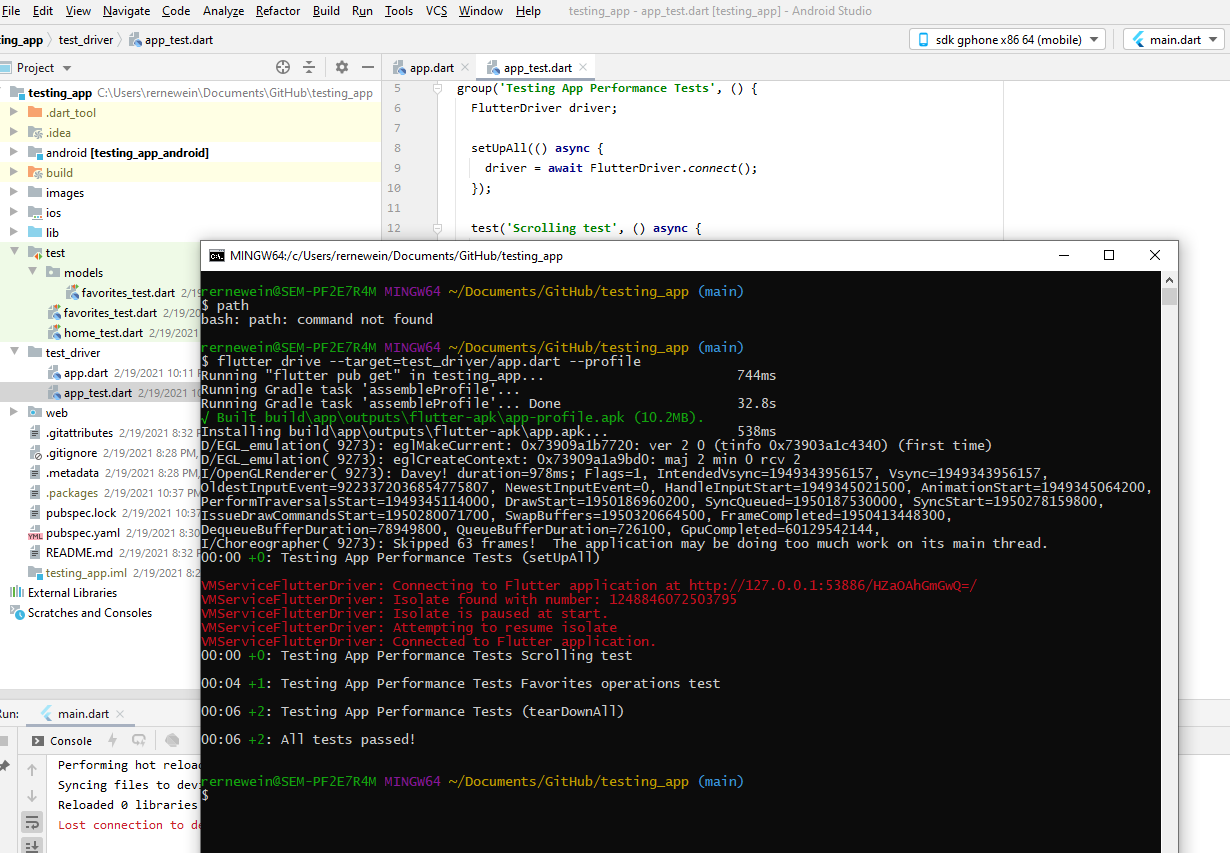 File Edit View Navigate Code Analyze Refactor Build Run Tools VCS Window Help testing_app - app_test.dart [testing_app] - Android Studio
ing_app test_driver app_test.dart sdk gphone x86 64 (mobile) main.dart
Project app.dart app_test.dart
testing_app C:\Users\rernewein\Documents\GitHub\testing_app
.dart_tool
.idea
android [testing_app_android]
build
images
ios
lib
test
models
favorites_test.dart 2/19
favorites_test.dart 2/19/20
home_test.dart 2/19/2021
test_driver
app.dart 2/19/2021 10:11
app_test.dart 2/19/2021 10
web
.gitattributes 2/19/2021 8:32
.gitignore 2/19/2021 8:28 PM,
.metadata 2/19/2021 8:28 PM,
.packages 2/19/2021 10:37 PM
pubspec.lock 2/19/2021 10:37
pubspec.yaml 2/19/2021 8:30
README.md 2/19/2021 8:32
testing_app.iml 2/19/2021 8:2
External Libraries
Scratches and Consoles
5 group('Testing App Performance Tests', () {
6 FlutterDriver driver;
7
8 setUpAll(() async {
9 driver = await FlutterDriver.connect();
10 });
11
12 test('Scrolling test', () async {
MINGW64:/c/Users/rernewein/Documents/GitHub/testing_app
rernewein@SEM-PF2E7R4M MINGW64 ~/Documents/GitHub/testing_app (main)
$ path
bash: path: command not found
rernewein@SEM-PF2E7R4M MINGW64 ~/Documents/GitHub/testing_app (main)
$ flutter drive --target=test_driver/app.dart --profile
Running "flutter pub get" in testing_app... 744ms
Running Gradle task 'assembleProfile'...
Running Gradle task 'assembleProfile'... Done 32.8s
√ Built build\app\outputs\flutter-apk\app-profile.apk (10.2MB).
Installing build\app\outputs\flutter-apk\app.apk... 538ms
D/EGL_emulation( 9273): eglMakeCurrent: 0x73909a1b7720: ver 2 0 (tinfo 0x73903a1c4340) (first time)
D/EGL_emulation( 9273): eglCreateContext: 0x73909a1a9bd0: maj 2 min 0 rcv 2
I/OpenGLRenderer( 9273): Davey! duration=978ms; Flags=1, IntendedVsync=1949343956157, Vsync=1949343956157,
OldestInputEvent=9223372036854775807, NewestInputEvent=0, HandleInputStart=1949345021500, AnimationStart=1949345064200,
PerformTraversalsStart=1949345114000, DrawStart=1950186960200, SyncQueued=1950187530000, SyncStart=1950278159800,
IssueDrawCommandsStart=1950280071700, SwapBuffers=1950320664500, FrameCompleted=1950413448300,
DequeueBufferDuration=78949800, QueueBufferDuration=726100, GpuCompleted=60129542144,
I/Choreographer( 9273): Skipped 63 frames!  The application may be doing too much work on its main thread.
00:00 +0: Testing App Performance Tests (setUpAll)
VMServiceFlutterDriver: Connecting to Flutter application at http://127.0.0.1:53886/HZaOAhGmGwQ=/
VMServiceFlutterDriver: Isolate found with number: 1248846072503795
VMServiceFlutterDriver: Isolate is paused at start.
VMServiceFlutterDriver: Attempting to resume isolate
VMServiceFlutterDriver: Connected to Flutter application.
00:00 +0: Testing App Performance Tests Scrolling test
00:04 +1: Testing App Performance Tests Favorites operations test
00:06 +2: Testing App Performance Tests (tearDownAll)
00:06 +2: All tests passed!
rernewein@SEM-PF2E7R4M MINGW64 ~/Documents/GitHub/testing_app (main)
$
Run: main.dart
Console
Performing hot reloa
Syncing files to dev
Reloaded 0 libraries
Lost connection to de